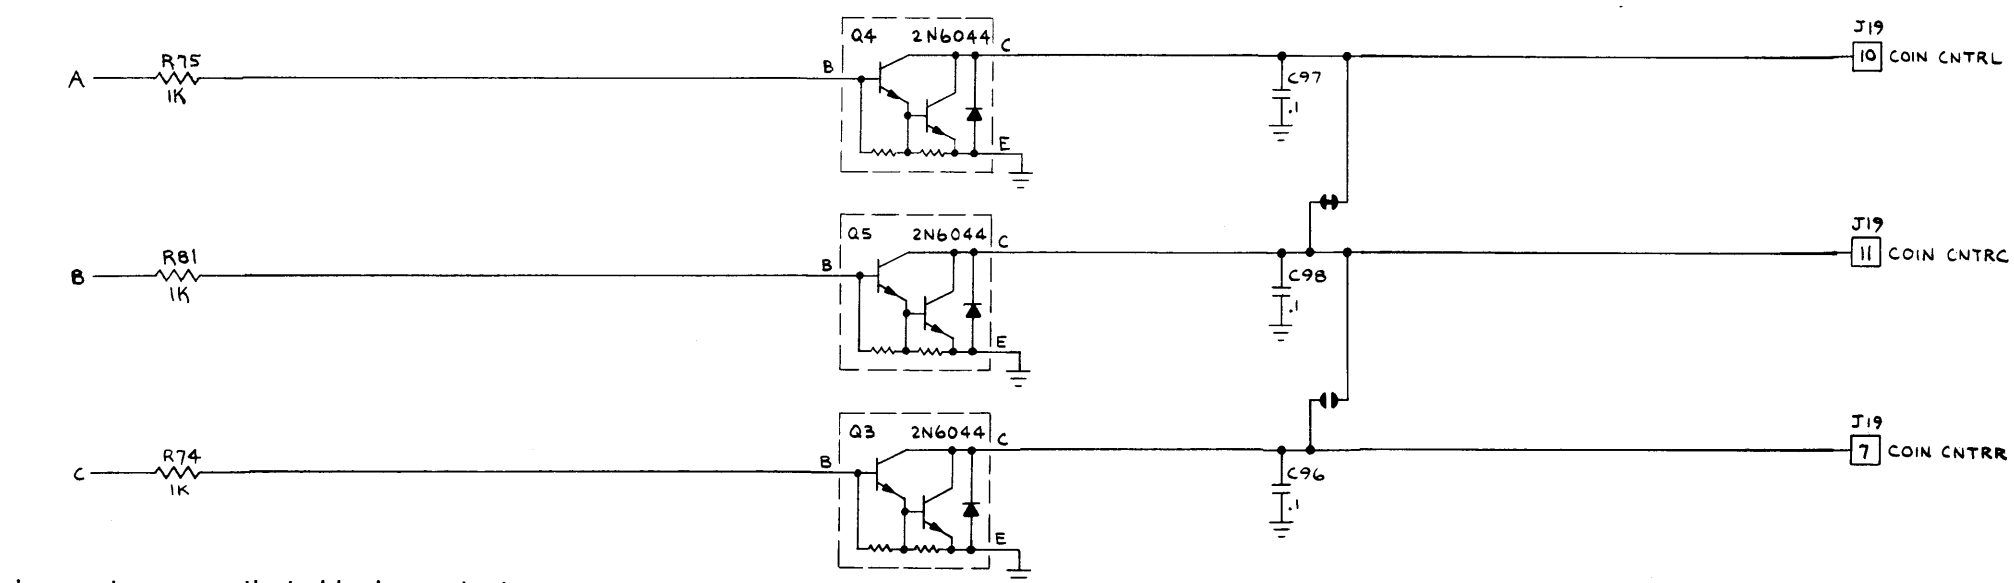 J19
Q4 2N6044 C
10 COIN CNTRL
R75
A B
1K
C97
.1
E
J19
Q5 2N6044 C
11 COIN CNTRC
R81
B B
1K
C98
.1
E
J19
Q3 2N6044 C
7 COIN CNTRR
R74
C B
1K
C96
.1
E